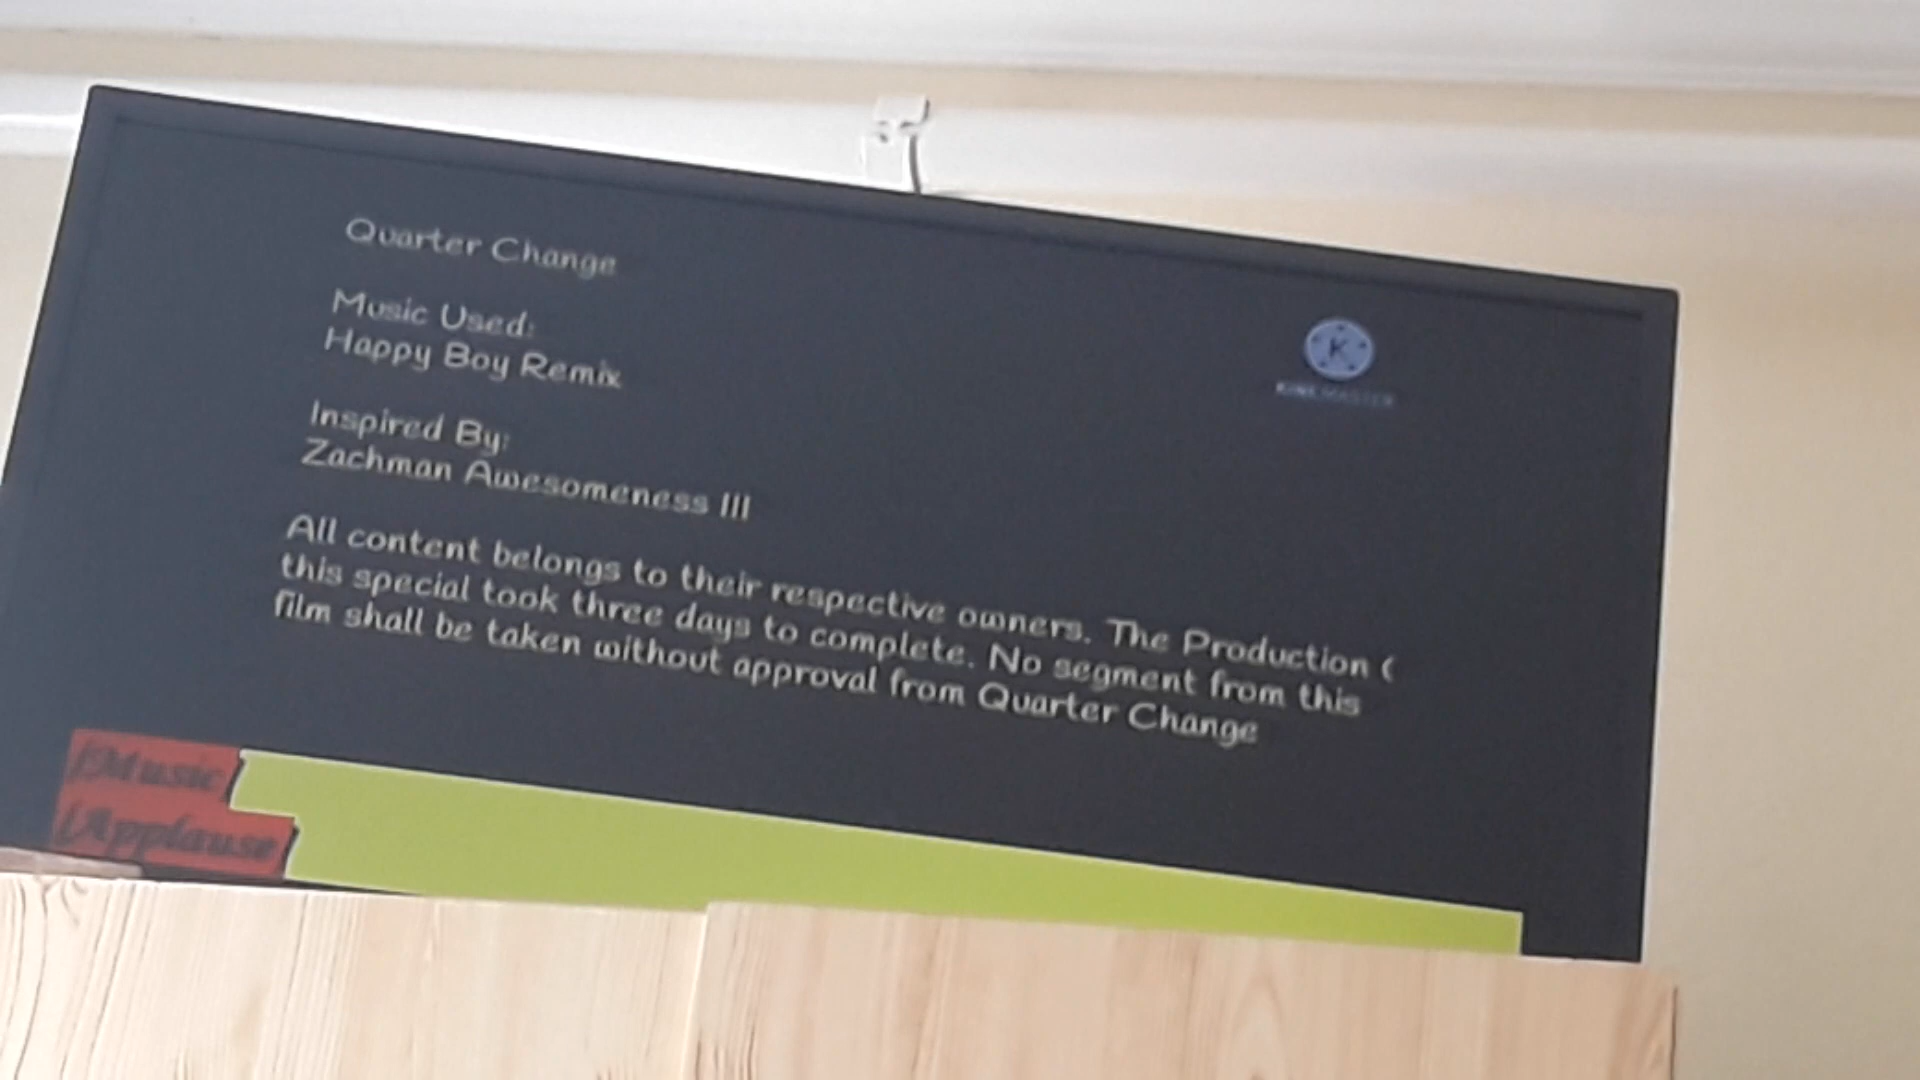 Quarter Change
Music Used:
Happy Boy Remix
Inspired By:
Zachman Awesomeness III
All content belongs to their respective owners. The Production (
this special took three days to complete. No segment from this
film shall be taken without approval from Quarter Change
K
KINEMASTER
(Music)
(Applause)